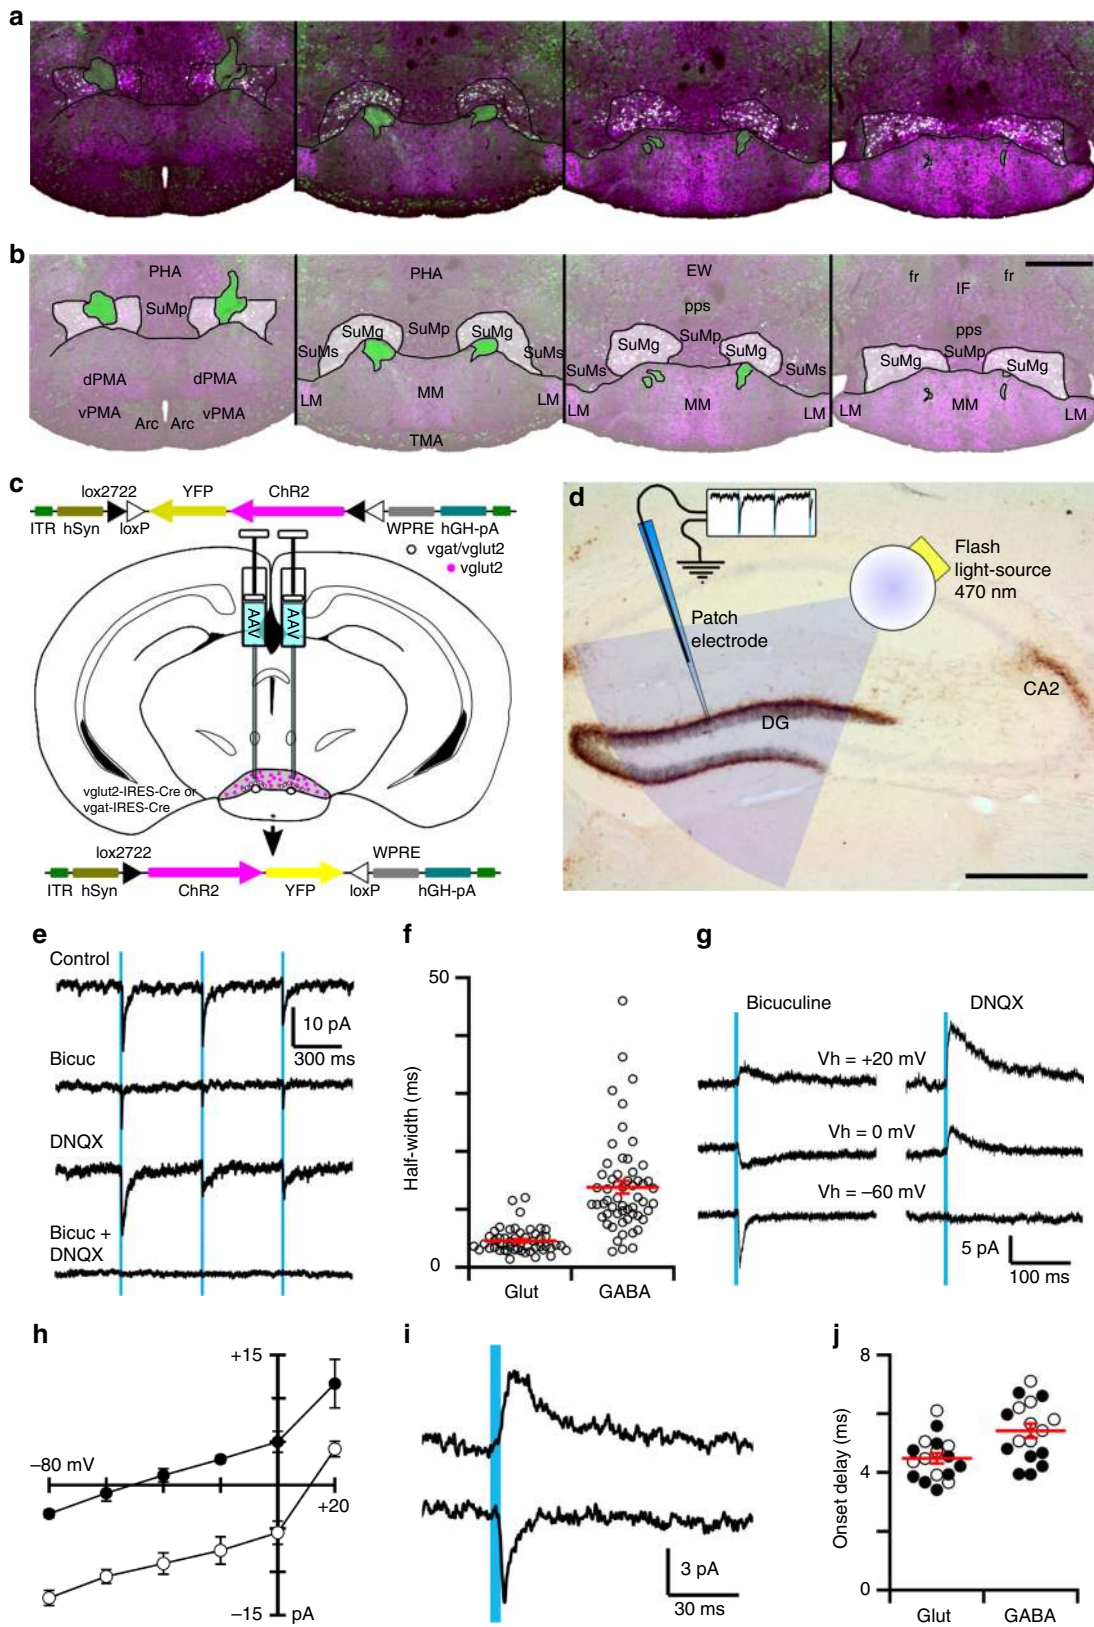 a
b
PHA
SuMp
dPMA
dPMA
vPMA
vPMA
Arc
Arc
PHA
SuMg
SuMp
SuMg
SuMs
SuMs
LM
MM
LM
TMA
EW
pps
SuMp
SuMg
SuMg
SuMs
SuMs
LM
MM
LM
fr
IF
fr
pps
SuMg
SuMp
SuMg
LM
MM
LM
c
lox2722
YFP
ChR2
ITR
hSyn
loxP
WPRE
hGH-pA
vgat/vglut2
vglut2
AAV
AAV
vglut2-IRES-Cre or
vgat-IRES-Cre
lox2722
WPRE
ITR
hSyn
ChR2
YFP
loxP
hGH-pA
d
Flash
light-source
470 nm
Patch
electrode
CA2
DG
e
Control
10 pA
300 ms
Bicuc
DNQX
Bicuc +
DNQX
f
50
Half-width (ms)
0
Glut
GABA
g
Bicuculine
DNQX
Vh = +20 mV
Vh = 0 mV
Vh = –60 mV
5 pA
100 ms
h
+15
–80 mV
+20
–15
pA
i
3 pA
30 ms
j
8
Onset delay (ms)
4
0
Glut
GABA